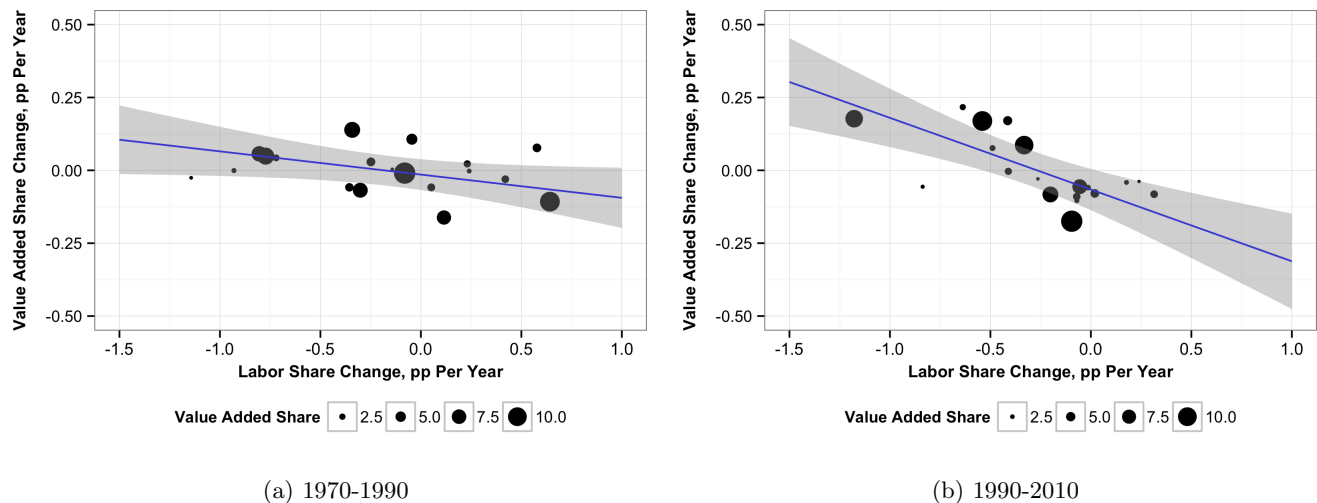 Value Added Share Change, pp Per Year
0.50
0.25
0.00
-0.25
-0.50
-1.5 -1.0 -0.5 0.0 0.5 1.0
Labor Share Change, pp Per Year
Value Added Share 2.5 5.0 7.5 10.0
(a) 1970-1990
Value Added Share Change, pp Per Year
0.50
0.25
0.00
-0.25
-0.50
-1.5 -1.0 -0.5 0.0 0.5 1.0
Labor Share Change, pp Per Year
Value Added Share 2.5 5.0 7.5 10.0
(b) 1990-2010